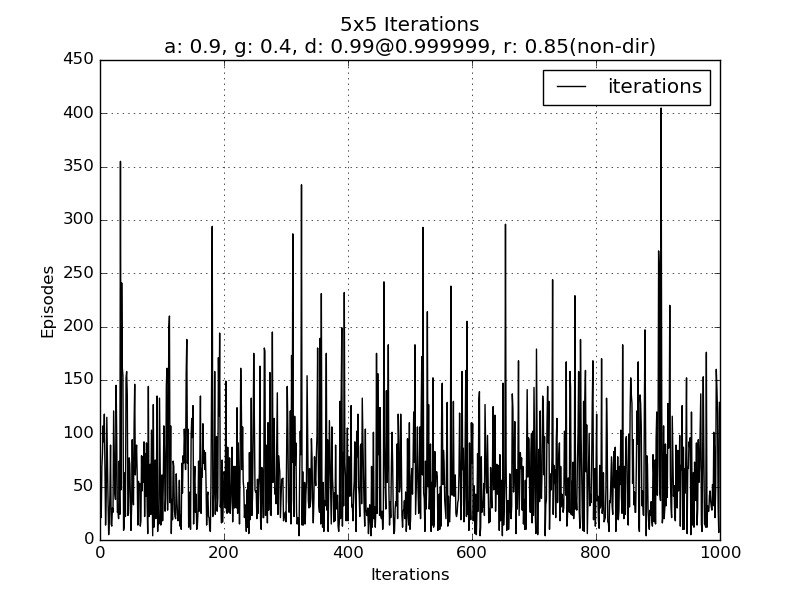 5x5 Iterations
a: 0.9, g: 0.4, d: 0.99@0.999999, r: 0.85(non-dir)
iterations
450
400
350
300
250
200
150
100
50
0
Episodes
0 200 400 600 800 1000
Iterations